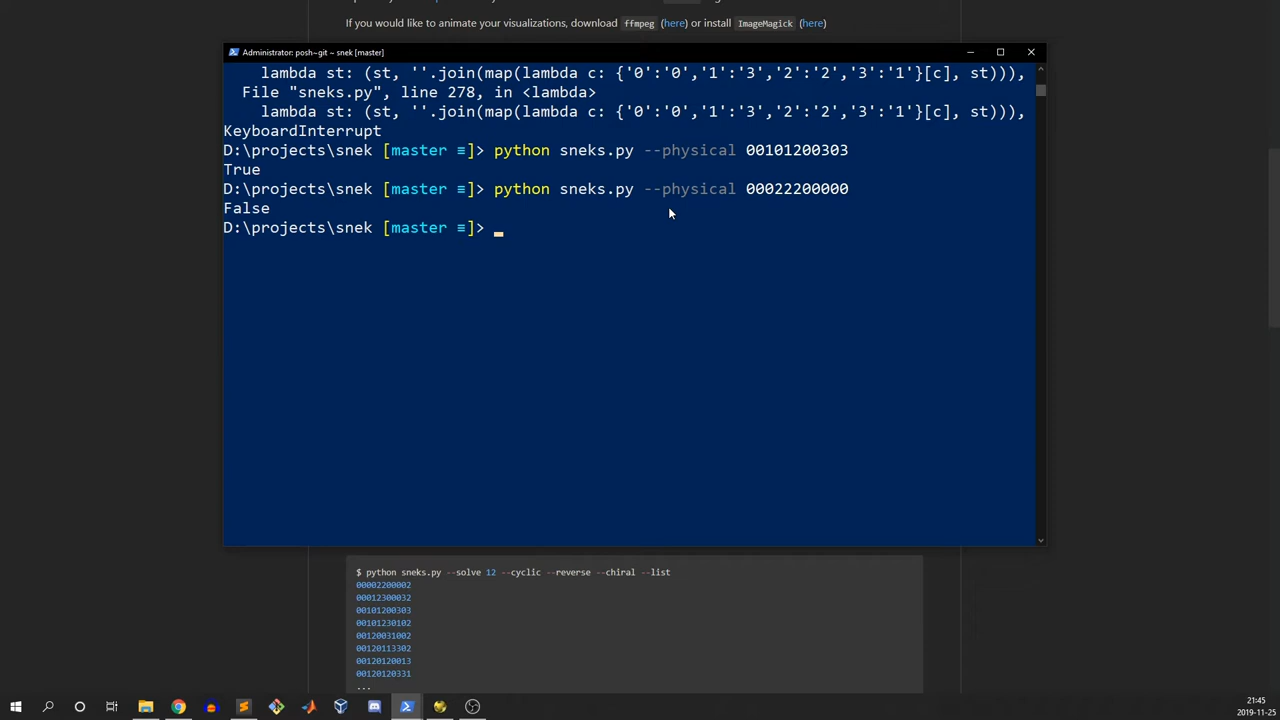 If you would like to animate your visualizations, download ffmpeg (here) or install ImageMagick (here)
Administrator: posh~git ~ snek [master]
lambda st: (st, ''.join(map(lambda c: {'0':'0','1':'3','2':'2','3':'1'}[c], st))),
File "sneks.py", line 278, in <lambda>
lambda st: (st, ''.join(map(lambda c: {'0':'0','1':'3','2':'2','3':'1'}[c], st))),
KeyboardInterrupt
D:\projects\snek [master ≡]> python sneks.py --physical 00101200303
True
D:\projects\snek [master ≡]> python sneks.py --physical 00022200000
False
D:\projects\snek [master ≡]>
$ python sneks.py --solve 12 --cyclic --reverse --chiral --list
00002200002
00012300032
00101200303
00101230102
00120031002
00120113302
00120120013
00120120331
...
21:45
2019-11-25